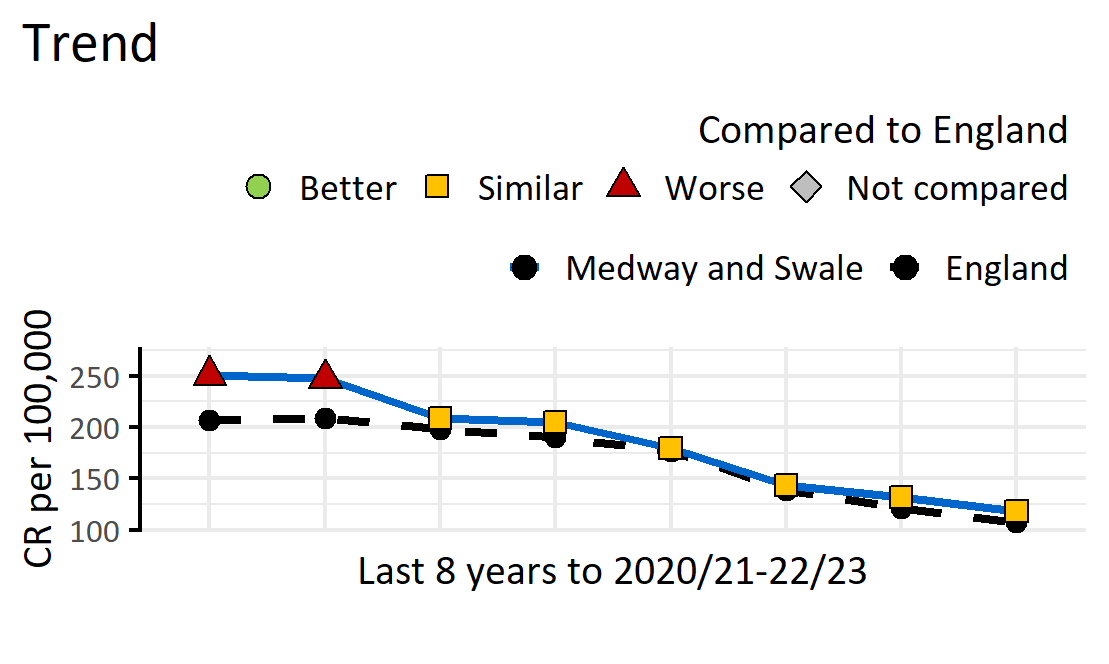 Trend
Compared to England
Better Similar Worse Not compared
Medway and Swale England
CR per 100,000
250
200
150
100
Last 8 years to 2020/21-22/23